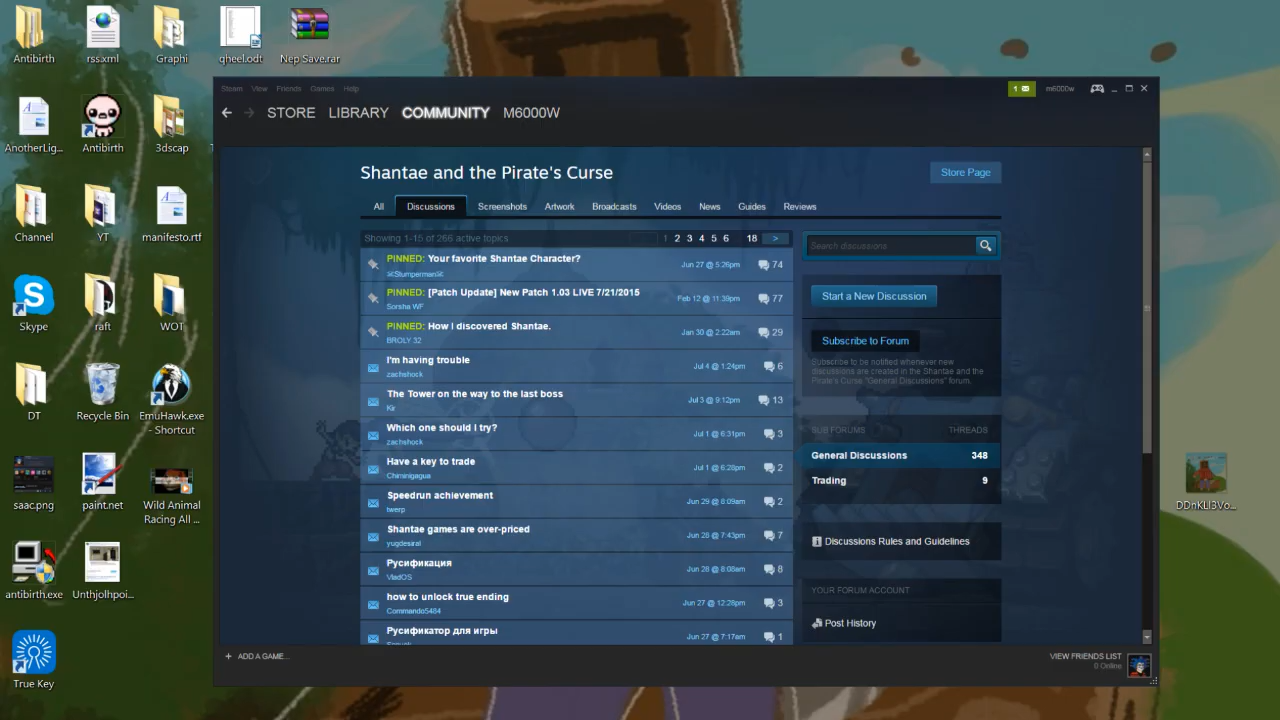 Antibirth
rss.xml
Graphi
qheel.odt
Nep Save.rar
AnotherLig...
Antibirth
3dscap
Channel
YT
manifesto.rtf
Skype
raft
WOT
DT
Recycle Bin
EmuHawk.exe
- Shortcut
saac.png
paint.net
Wild Animal
Racing All ...
antibirth.exe
Unthjolhpoi...
True Key
DDnKLI3Vo...
Steam View Friends Games Help
1
m6000w
STORE LIBRARY COMMUNITY M6000W
Shantae and the Pirate's Curse
Store Page
All Discussions Screenshots Artwork Broadcasts Videos News Guides Reviews
Showing 1-15 of 266 active topics
1 2 3 4 5 6 18 >
PINNED: Your favorite Shantae Character?
☠Stumperman☠
Jun 27 @ 5:26pm
74
PINNED: [Patch Update] New Patch 1.03 LIVE 7/21/2015
Sorsha WF
Feb 12 @ 11:39pm
77
PINNED: How I discovered Shantae.
BROLY 32
Jan 30 @ 2:22am
29
I'm having trouble
zachshock
Jul 4 @ 1:24pm
6
The Tower on the way to the last boss
Kir
Jul 3 @ 9:12pm
13
Which one should I try?
zachshock
Jul 1 @ 6:31pm
3
Have a key to trade
Chiminigagua
Jul 1 @ 6:28pm
2
Speedrun achievement
twerp
Jun 29 @ 8:09am
2
Shantae games are over-priced
yugdesiral
Jun 28 @ 7:43pm
7
Русификация
VladOS
Jun 28 @ 8:08am
8
how to unlock true ending
Commando5484
Jun 27 @ 12:28pm
3
Русификатор для игры
Jun 27 @ 7:17am
1
Search discussions
Start a New Discussion
Subscribe to Forum
Subscribe to be notified whenever new
discussions are created in the Shantae and the
Pirate's Curse "General Discussions" forum.
SUB FORUMS THREADS
General Discussions 348
Trading 9
Discussions Rules and Guidelines
YOUR FORUM ACCOUNT
Post History
+ ADD A GAME...
VIEW FRIENDS LIST
0 Online